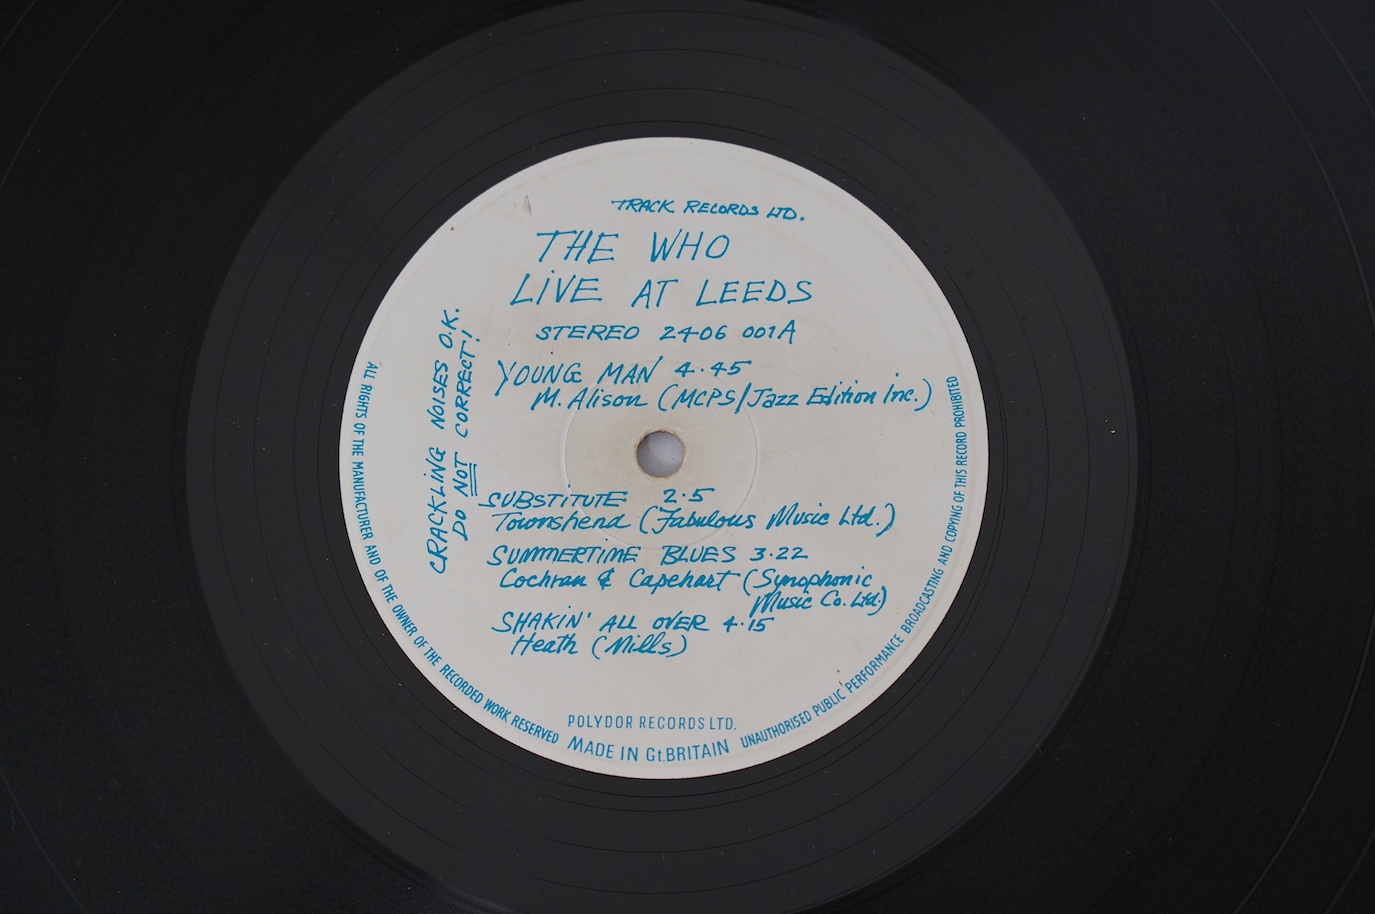 TRACK RECORDS LTD.
THE WHO
LIVE AT LEEDS
STEREO 2406 001A
YOUNG MAN 4.45
M. Alison (MCPS/Jazz Edition Inc.)
SUBSTITUTE 2.5
Townshend (Fabulous Music Ltd.)
SUMMERTIME BLUES 3.22
Cochran & Capehart (Synophonic
Music Co. Ltd.)
SHAKIN' ALL OVER 4.15
Heath (Mills)
CRACKLING NOISES O.K.
DO NOT CORRECT!
POLYDOR RECORDS LTD.
MADE IN Gt.BRITAIN
ALL RIGHTS OF THE MANUFACTURER AND OF THE OWNER OF THE RECORDED WORK RESERVED
UNAUTHORISED PUBLIC PERFORMANCE BROADCASTING AND COPYING OF THIS RECORD PROHIBITED